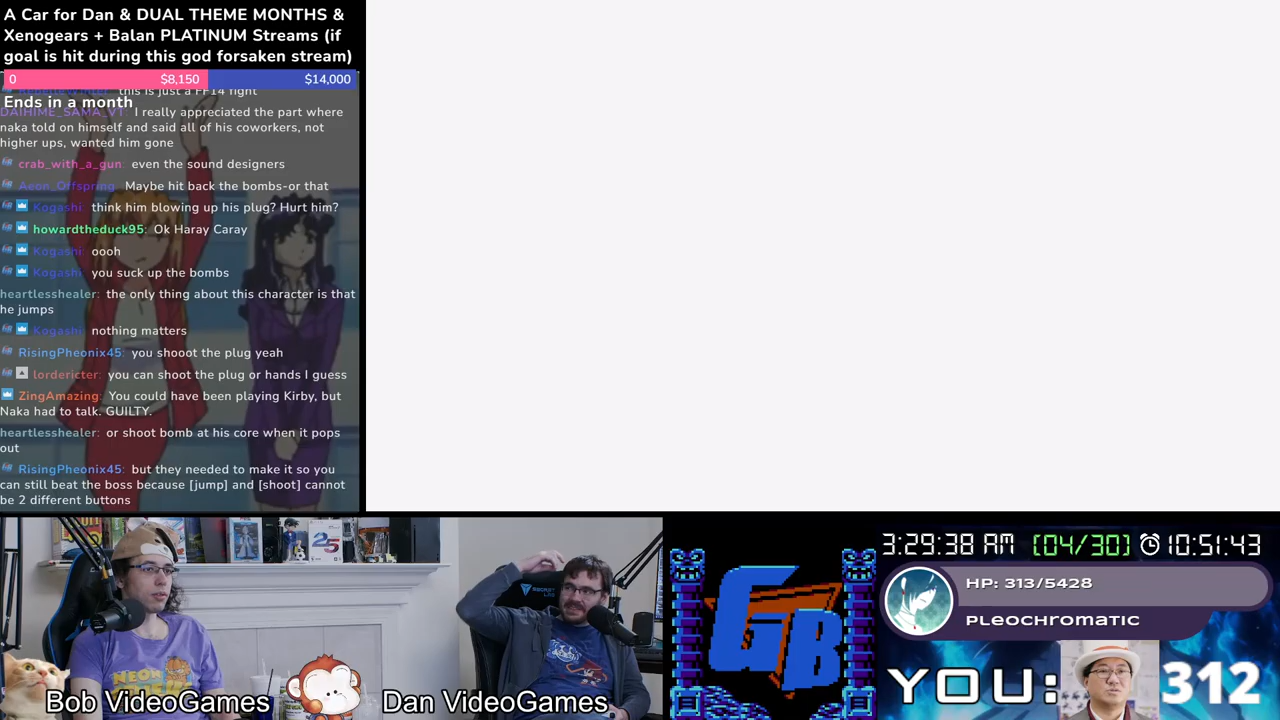 A Car for Dan & DUAL THEME MONTHS &
Xenogears + Balan PLATINUM Streams (if
goal is hit during this god forsaken stream)
0 $8,150 $14,000
this is just a FF14 fight
Ends in a month
DAIHIME_SAMA_VT: I really appreciated the part where
naka told on himself and said all of his coworkers, not
higher ups, wanted him gone
crab_with_a_gun: even the sound designers
Aeon_Offspring: Maybe hit back the bombs-or that
Kogashi: think him blowing up his plug? Hurt him?
howardtheduck95: Ok Haray Caray
Kogashi: oooh
Kogashi: you suck up the bombs
heartlesshealer: the only thing about this character is that
he jumps
Kogashi: nothing matters
RisingPheonix45: you shooot the plug yeah
lordericter: you can shoot the plug or hands I guess
ZingAmazing: You could have been playing Kirby, but
Naka had to talk. GUILTY.
heartlesshealer: or shoot bomb at his core when it pops
out
RisingPheonix45: but they needed to make it so you
can still beat the boss because [jump] and [shoot] cannot
be 2 different buttons
25
SECRET LAB
NEON
Bob VideoGames
Dan VideoGames
GB
3:29:38 AM [04/30] 10:51:43
HP: 313/5428
PLEOCHROMATIC
YOU: 312